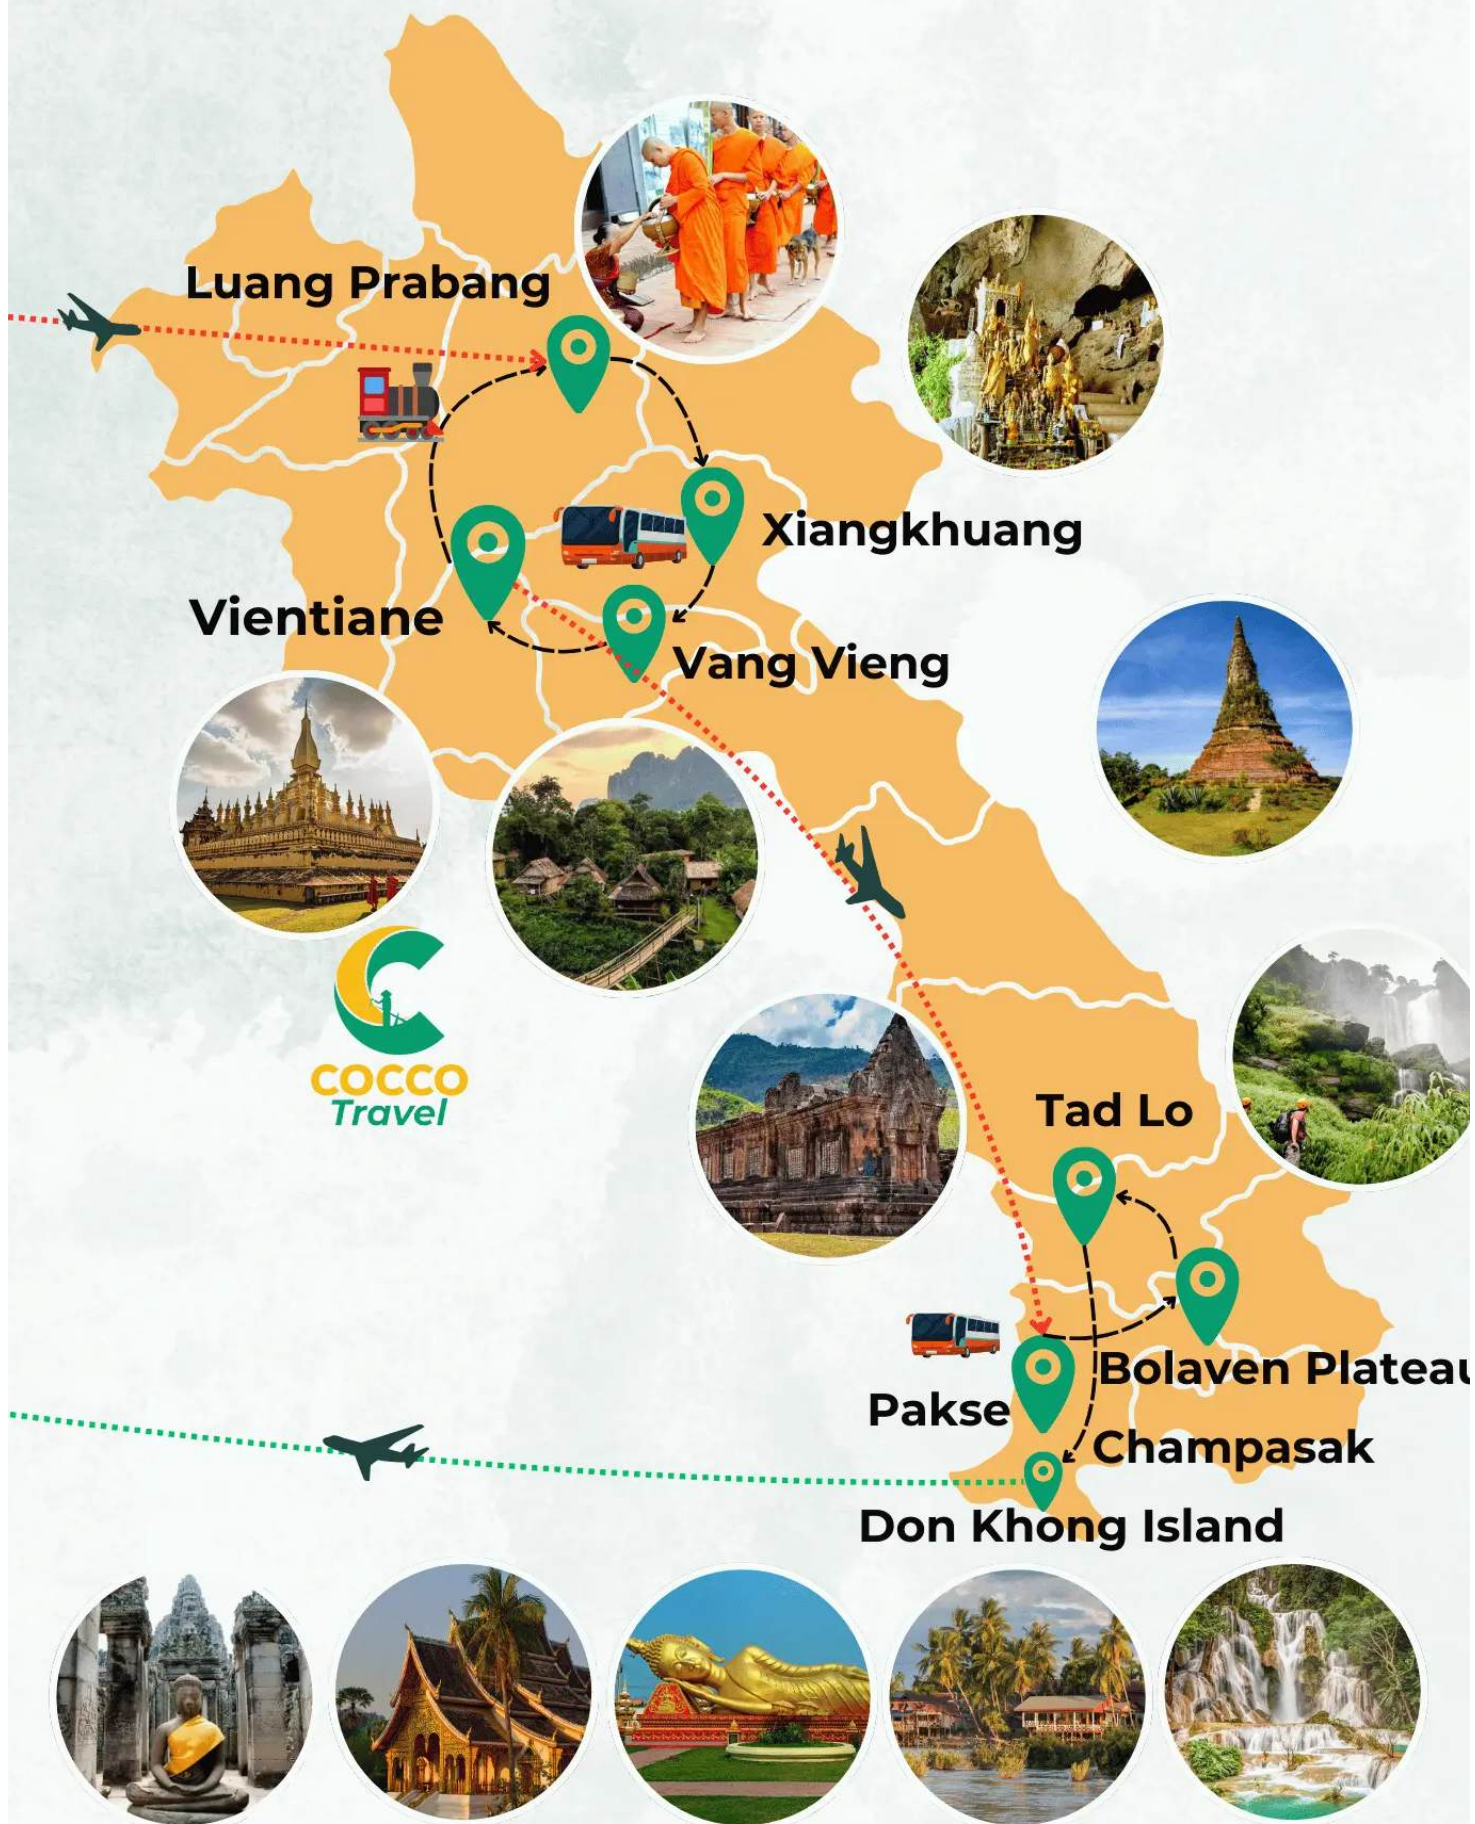 Luang Prabang
Xiangkhuang
Vientiane
Vang Vieng
COCCO
Travel
Tad Lo
Bolaven Plateau
Pakse
Champasak
Don Khong Island